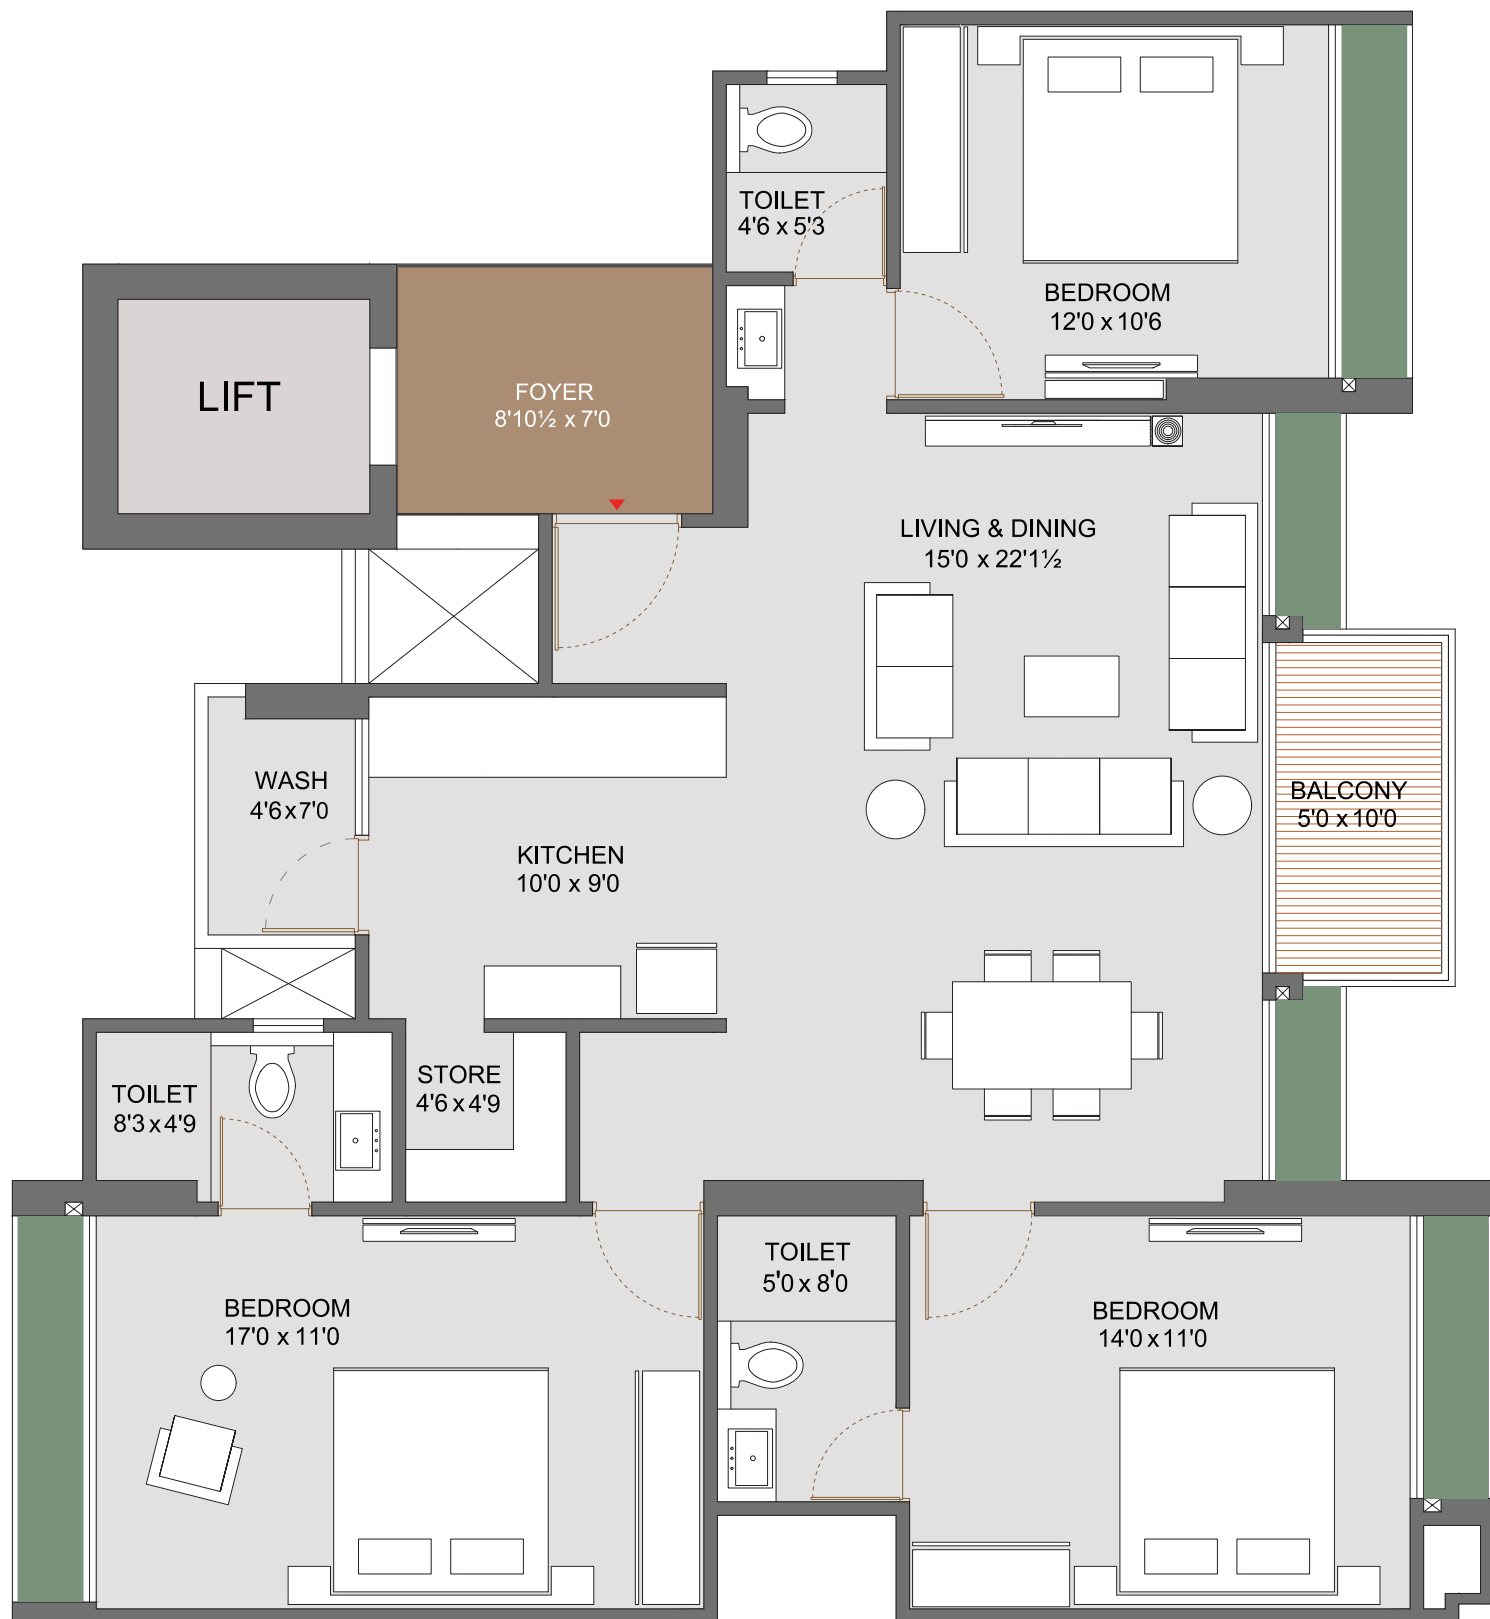 TOILET
4'6 x 5'3
BEDROOM
12'0 x 10'6
LIFT
FOYER
8'10½ x 7'0
LIVING & DINING
15'0 x 22'1½
WASH
4'6 x 7'0
BALCONY
5'0 x 10'0
KITCHEN
10'0 x 9'0
STORE
4'6 x 4'9
TOILET
8'3 x 4'9
TOILET
5'0 x 8'0
BEDROOM
17'0 x 11'0
BEDROOM
14'0 x 11'0